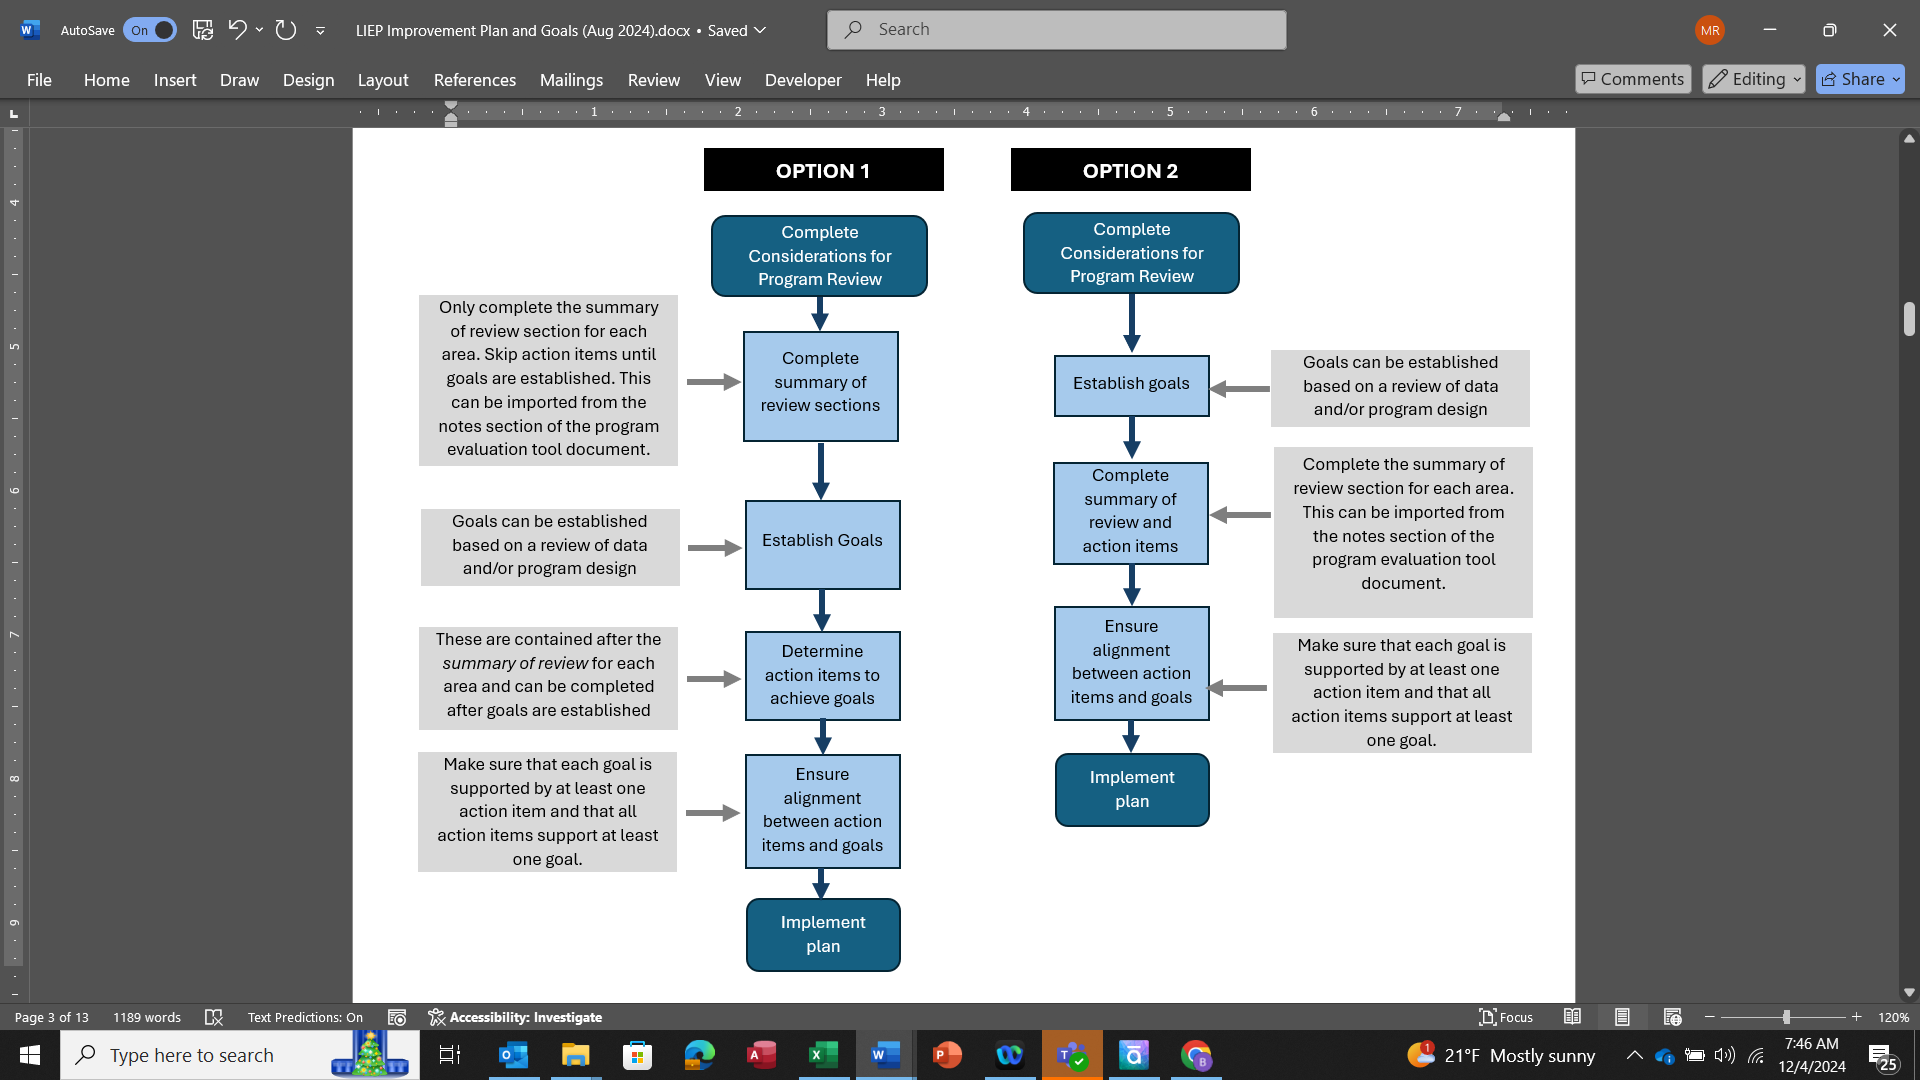 AutoSave On LIEP Improvement Plan and Goals (Aug 2024).docx • Saved Search MR
File Home Insert Draw Design Layout References Mailings Review View Developer Help Comments Editing Share
1 2 3 4 5 6 7
4
5
6
7
8
9
OPTION 1
Complete
Considerations for
Program Review
Only complete the summary
of review section for each
area. Skip action items until
goals are established. This
can be imported from the
notes section of the program
evaluation tool document.
Complete
summary of
review sections
Goals can be established
based on a review of data
and/or program design
Establish Goals
These are contained after the
summary of review for each
area and can be completed
after goals are established
Determine
action items to
achieve goals
Make sure that each goal is
supported by at least one
action item and that all
action items support at least
one goal.
Ensure
alignment
between action
items and goals
Implement
plan
OPTION 2
Complete
Considerations for
Program Review
Establish goals
Goals can be established
based on a review of data
and/or program design
Complete
summary of
review and
action items
Complete the summary of
review section for each area.
This can be imported from
the notes section of the
program evaluation tool
document.
Ensure
alignment
between action
items and goals
Make sure that each goal is
supported by at least one
action item and that all
action items support at least
one goal.
Implement
plan
Page 3 of 13 1189 words Text Predictions: On Accessibility: Investigate Focus 120%
Type here to search 21°F Mostly sunny
7:46 AM
12/4/2024
25